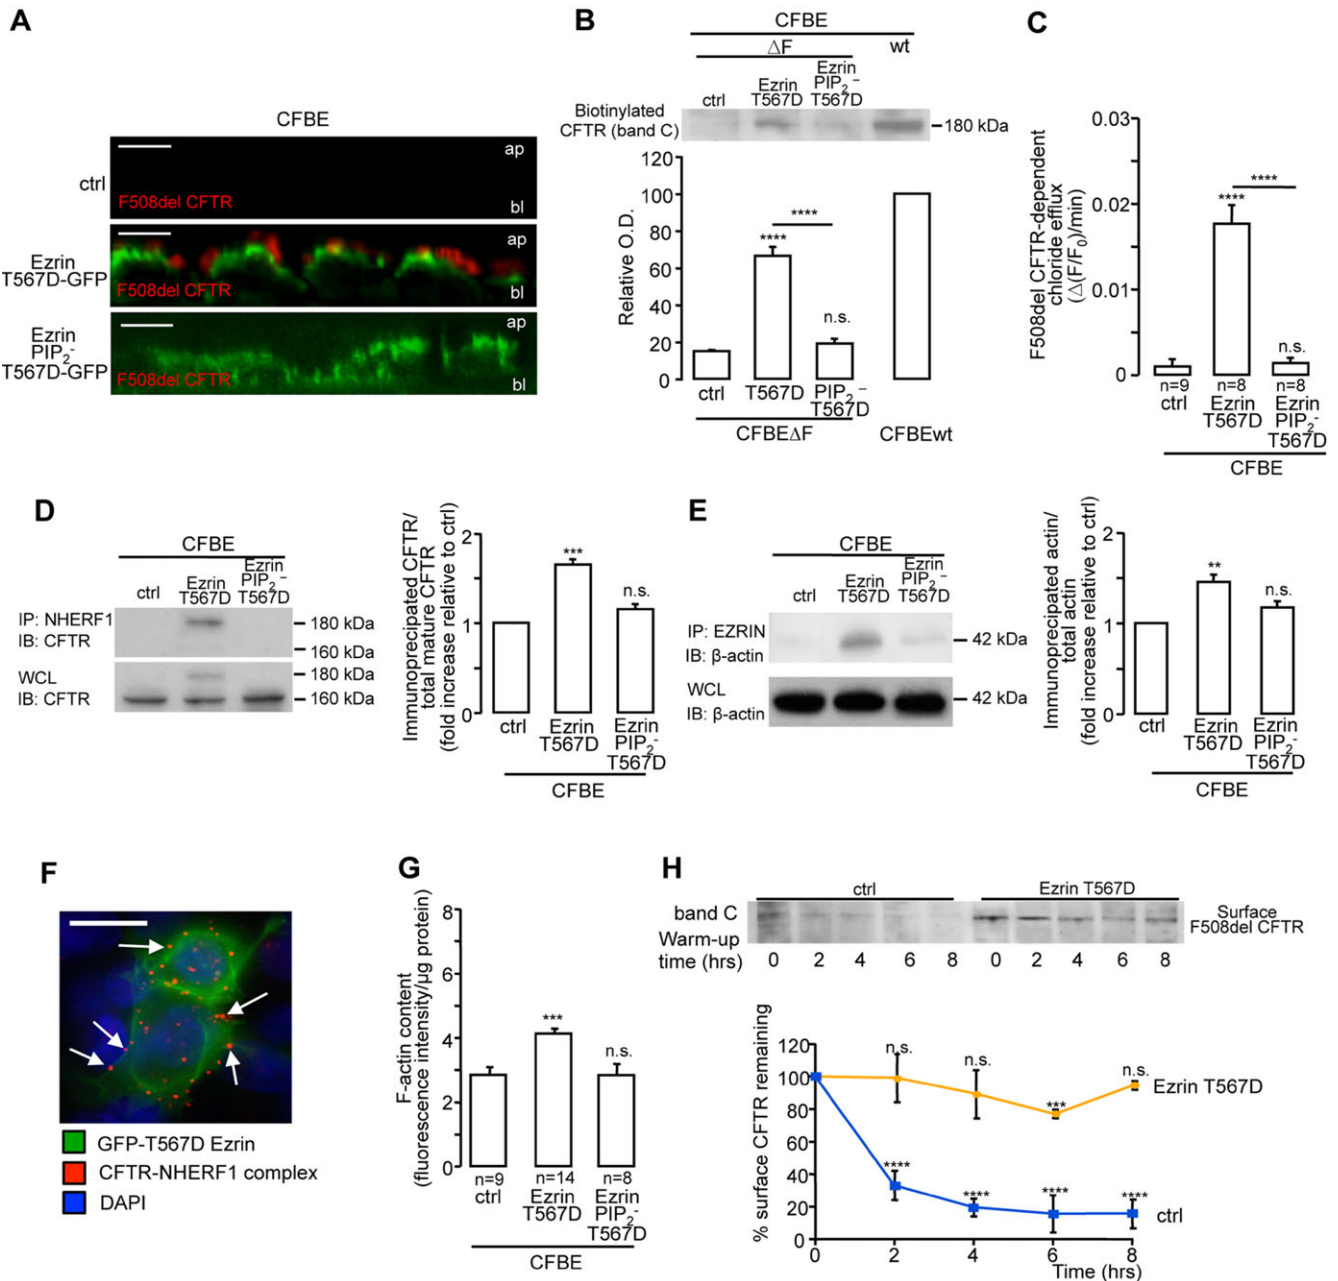 A
CFBE
ctrl
ap
F508del CFTR
bl
Ezrin
T567D-GFP
ap
F508del CFTR
bl
Ezrin
PIP2-
T567D-GFP
ap
F508del CFTR
bl
B
CFBE
ΔF
wt
ctrl
Ezrin
T567D
Ezrin
PIP2–
T567D
Biotinylated
CFTR (band C)
180 kDa
Relative O.D.
120
100
80
60
40
20
0
****
****
n.s.
ctrl
T567D
PIP2–
T567D
CFBEΔF
CFBEwt
C
F508del CFTR-dependent
chloride efflux
(Δ(F/F0)/min)
0.03
0.02
0.01
0
****
****
n.s.
n=9
ctrl
n=8
Ezrin
T567D
n=8
Ezrin
PIP2-
T567D
CFBE
D
CFBE
ctrl
Ezrin
T567D
Ezrin
PIP2–
T567D
IP: NHERF1
IB: CFTR
180 kDa
160 kDa
WCL
IB: CFTR
180 kDa
160 kDa
Immunoprecipated CFTR/
total mature CFTR
(fold increase relative to ctrl)
2
1
0
***
n.s.
ctrl
Ezrin
T567D
Ezrin
PIP2-
T567D
CFBE
E
CFBE
ctrl
Ezrin
T567D
Ezrin
PIP2–
T567D
IP: EZRIN
IB: β-actin
42 kDa
WCL
IB: β-actin
42 kDa
Immunoprecipated actin/
total actin
(fold increase relative to ctrl)
2
1
0
**
n.s.
ctrl
Ezrin
T567D
Ezrin
PIP2-
T567D
CFBE
F
GFP-T567D Ezrin
CFTR-NHERF1 complex
DAPI
G
F-actin content
(fluorescence intensity/µg protein)
8
6
4
2
0
***
n.s.
n=9
ctrl
n=14
Ezrin
T567D
n=8
Ezrin
PIP2-
T567D
CFBE
H
ctrl
Ezrin T567D
band C
Surface
F508del CFTR
Warm-up
time (hrs)
0 2 4 6 8 0 2 4 6 8
% surface CFTR remaining
120
100
80
60
40
20
0
n.s.
n.s.
***
n.s.
Ezrin T567D
****
****
****
****
ctrl
0 2 4 6 8
Time (hrs)